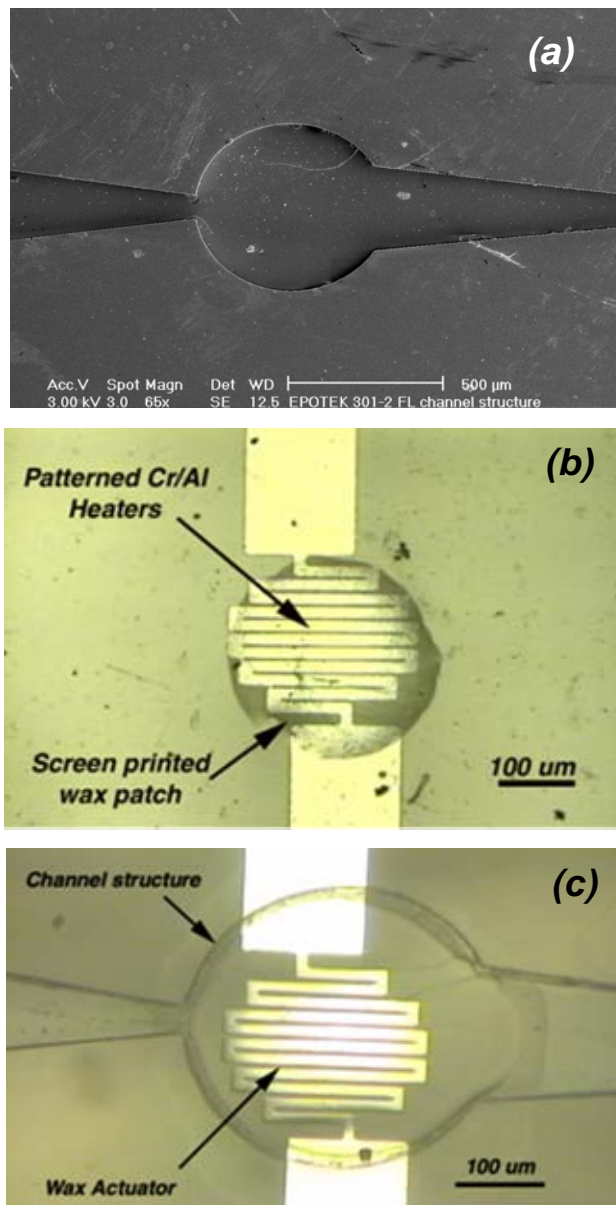 (a)
Acc.V Spot Magn Det WD 500 µm
3.00 kV 3.0 65x SE 12.5 EPOTEK 301-2 FL channel structure
(b)
Patterned Cr/Al
Heaters
Screen printed
wax patch
100 um
Channel structure
(c)
Wax Actuator
100 um